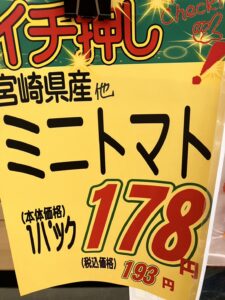 Check
イチ押し
宮崎県産 他
ミニトマト
(本体価格)
1パック
178円
(税込価格) 193円